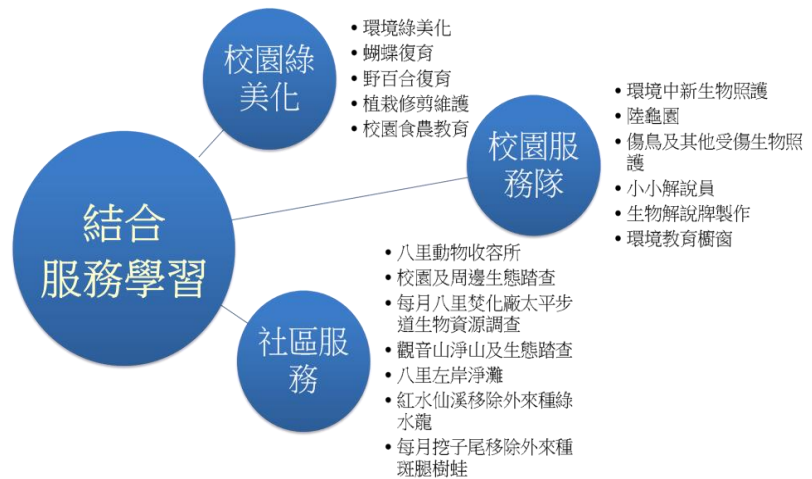 結合
服務學習
校園綠
美化
• 環境綠美化
• 蝴蝶復育
• 野百合復育
• 植栽修剪維護
• 校園食農教育
校園服
務隊
• 環境中新生物照護
• 陸龜園
• 傷鳥及其他受傷生物照
護
• 小小解說員
• 生物解說牌製作
• 環境教育櫥窗
社區服
務
• 八里動物收容所
• 校園及周邊生態踏查
• 每月八里焚化廠太平步
道生物資源調查
• 觀音山淨山及生態踏查
• 八里左岸淨灘
• 紅水仙溪移除外來種綠
水龍
• 每月挖子尾移除外來種
斑腿樹蛙